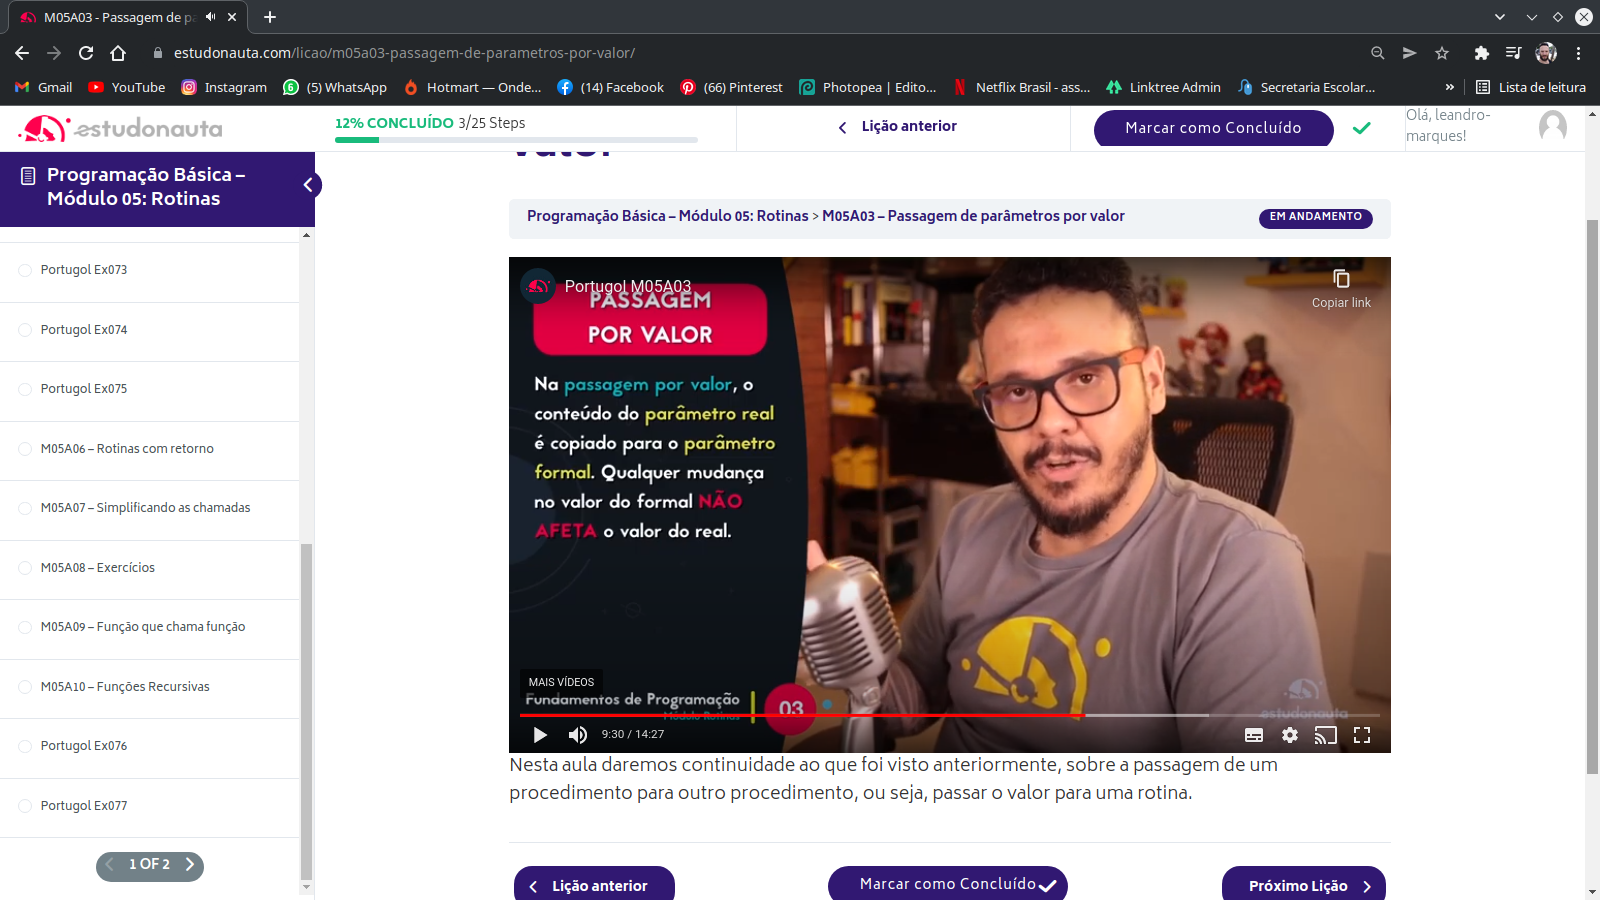 M05A03 - Passagem de pa
estudonauta.com/licao/m05a03-passagem-de-parametros-por-valor/
Gmail
YouTube
Instagram
6
(5) WhatsApp
Hotmart — Onde...
(14) Facebook
(66) Pinterest
Photopea | Edito...
Netflix Brasil - ass...
Linktree Admin
Secretaria Escolar...
»
Lista de leitura
estudonauta
12% CONCLUÍDO 3/25 Steps
Lição anterior
Marcar como Concluído
Olá, leandro-
marques!
Programação Básica –
Módulo 05: Rotinas
Portugol Ex073
Portugol Ex074
Portugol Ex075
M05A06 – Rotinas com retorno
M05A07 – Simplificando as chamadas
M05A08 – Exercícios
M05A09 – Função que chama função
M05A10 – Funções Recursivas
Portugol Ex076
Portugol Ex077
1 OF 2
valor
Programação Básica – Módulo 05: Rotinas > M05A03 – Passagem de parâmetros por valor
EM ANDAMENTO
Portugol M05A03
Copiar link
PASSAGEM
POR VALOR
Na passagem por valor, o
conteúdo do parâmetro real
é copiado para o parâmetro
formal. Qualquer mudança
no valor do formal NÃO
AFETA o valor do real.
MAIS VÍDEOS
Fundamentos de Programação
Módulo Rotinas
03
estudonauta
9:30 / 14:27
Nesta aula daremos continuidade ao que foi visto anteriormente, sobre a passagem de um
procedimento para outro procedimento, ou seja, passar o valor para uma rotina.
Lição anterior
Marcar como Concluído
Próximo Lição